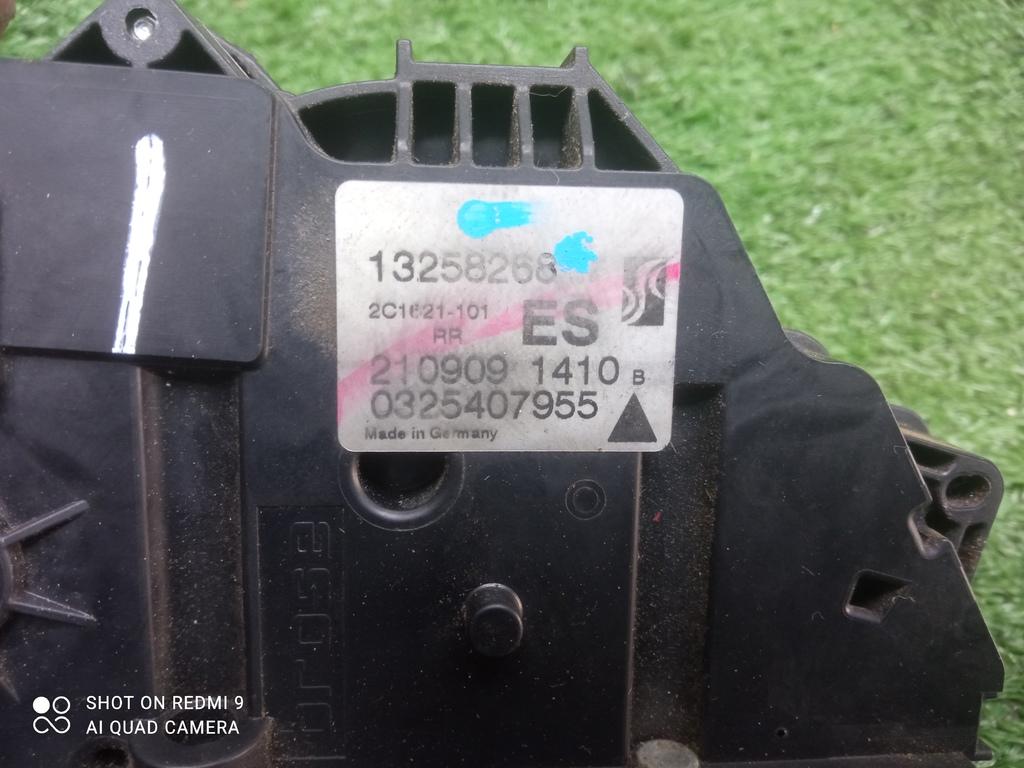 13258268
2C1621-101
RR
ES
210909 1410 B
0325407955
Made in Germany
brose
SHOT ON REDMI 9
AI QUAD CAMERA